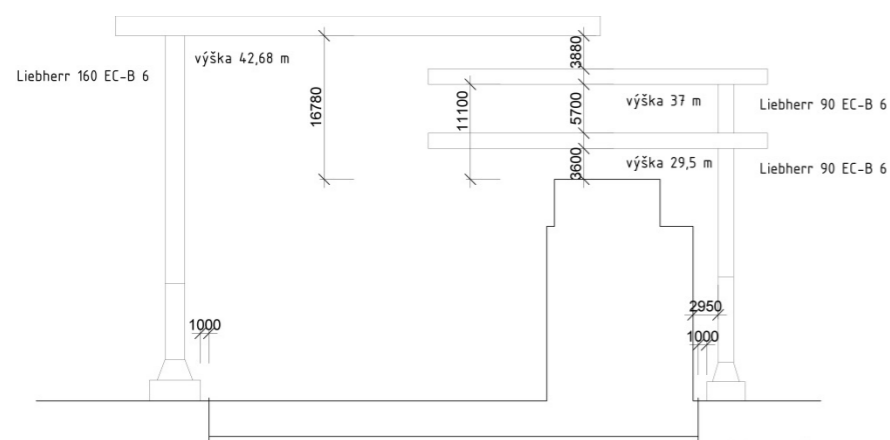 výška 42,68 m
Liebherr 160 EC-B 6
3880
16780
11100
5700
výška 37 m
Liebherr 90 EC-B 6
3600
výška 29,5 m
Liebherr 90 EC-B 6
2950
1000
1000